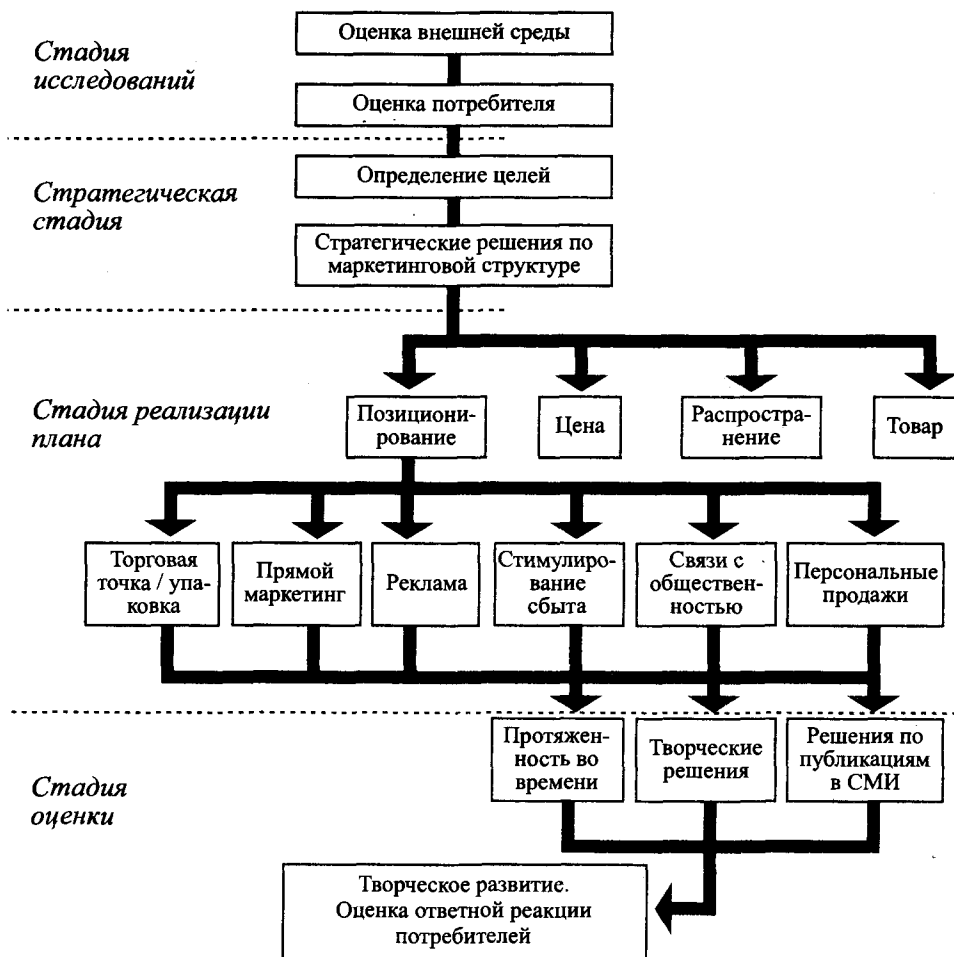 Оценка внешней среды
Стадия
исследований
Оценка потребителя
Определение целей
Стратегическая
стадия
Стратегические решения по
маркетинговой структуре
Стадия реализации
плана
Позициони-
рование
Цена
Распростра-
нение
Товар
Торговая
точка / упа-
ковка
Прямой
маркетинг
Реклама
Стимулиро-
вание
сбыта
Связи с
обществен-
ностью
Персональные
продажи
Стадия
оценки
Протяжен-
ность во
времени
Творческие
решения
Решения по
публикациям
в СМИ
Творческое развитие.
Оценка ответной реакции
потребителей